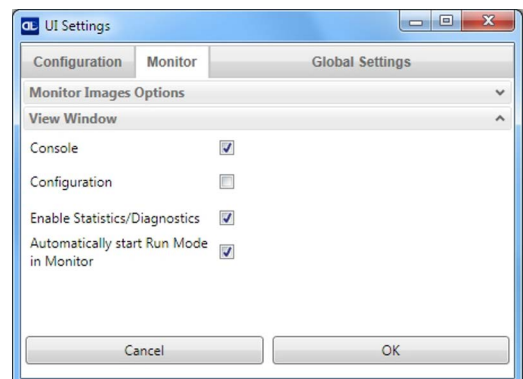 UI Settings
Configuration Monitor Global Settings
Monitor Images Options
View Window
Console
Configuration
Enable Statistics/Diagnostics
Automatically start Run Mode
in Monitor
Cancel OK